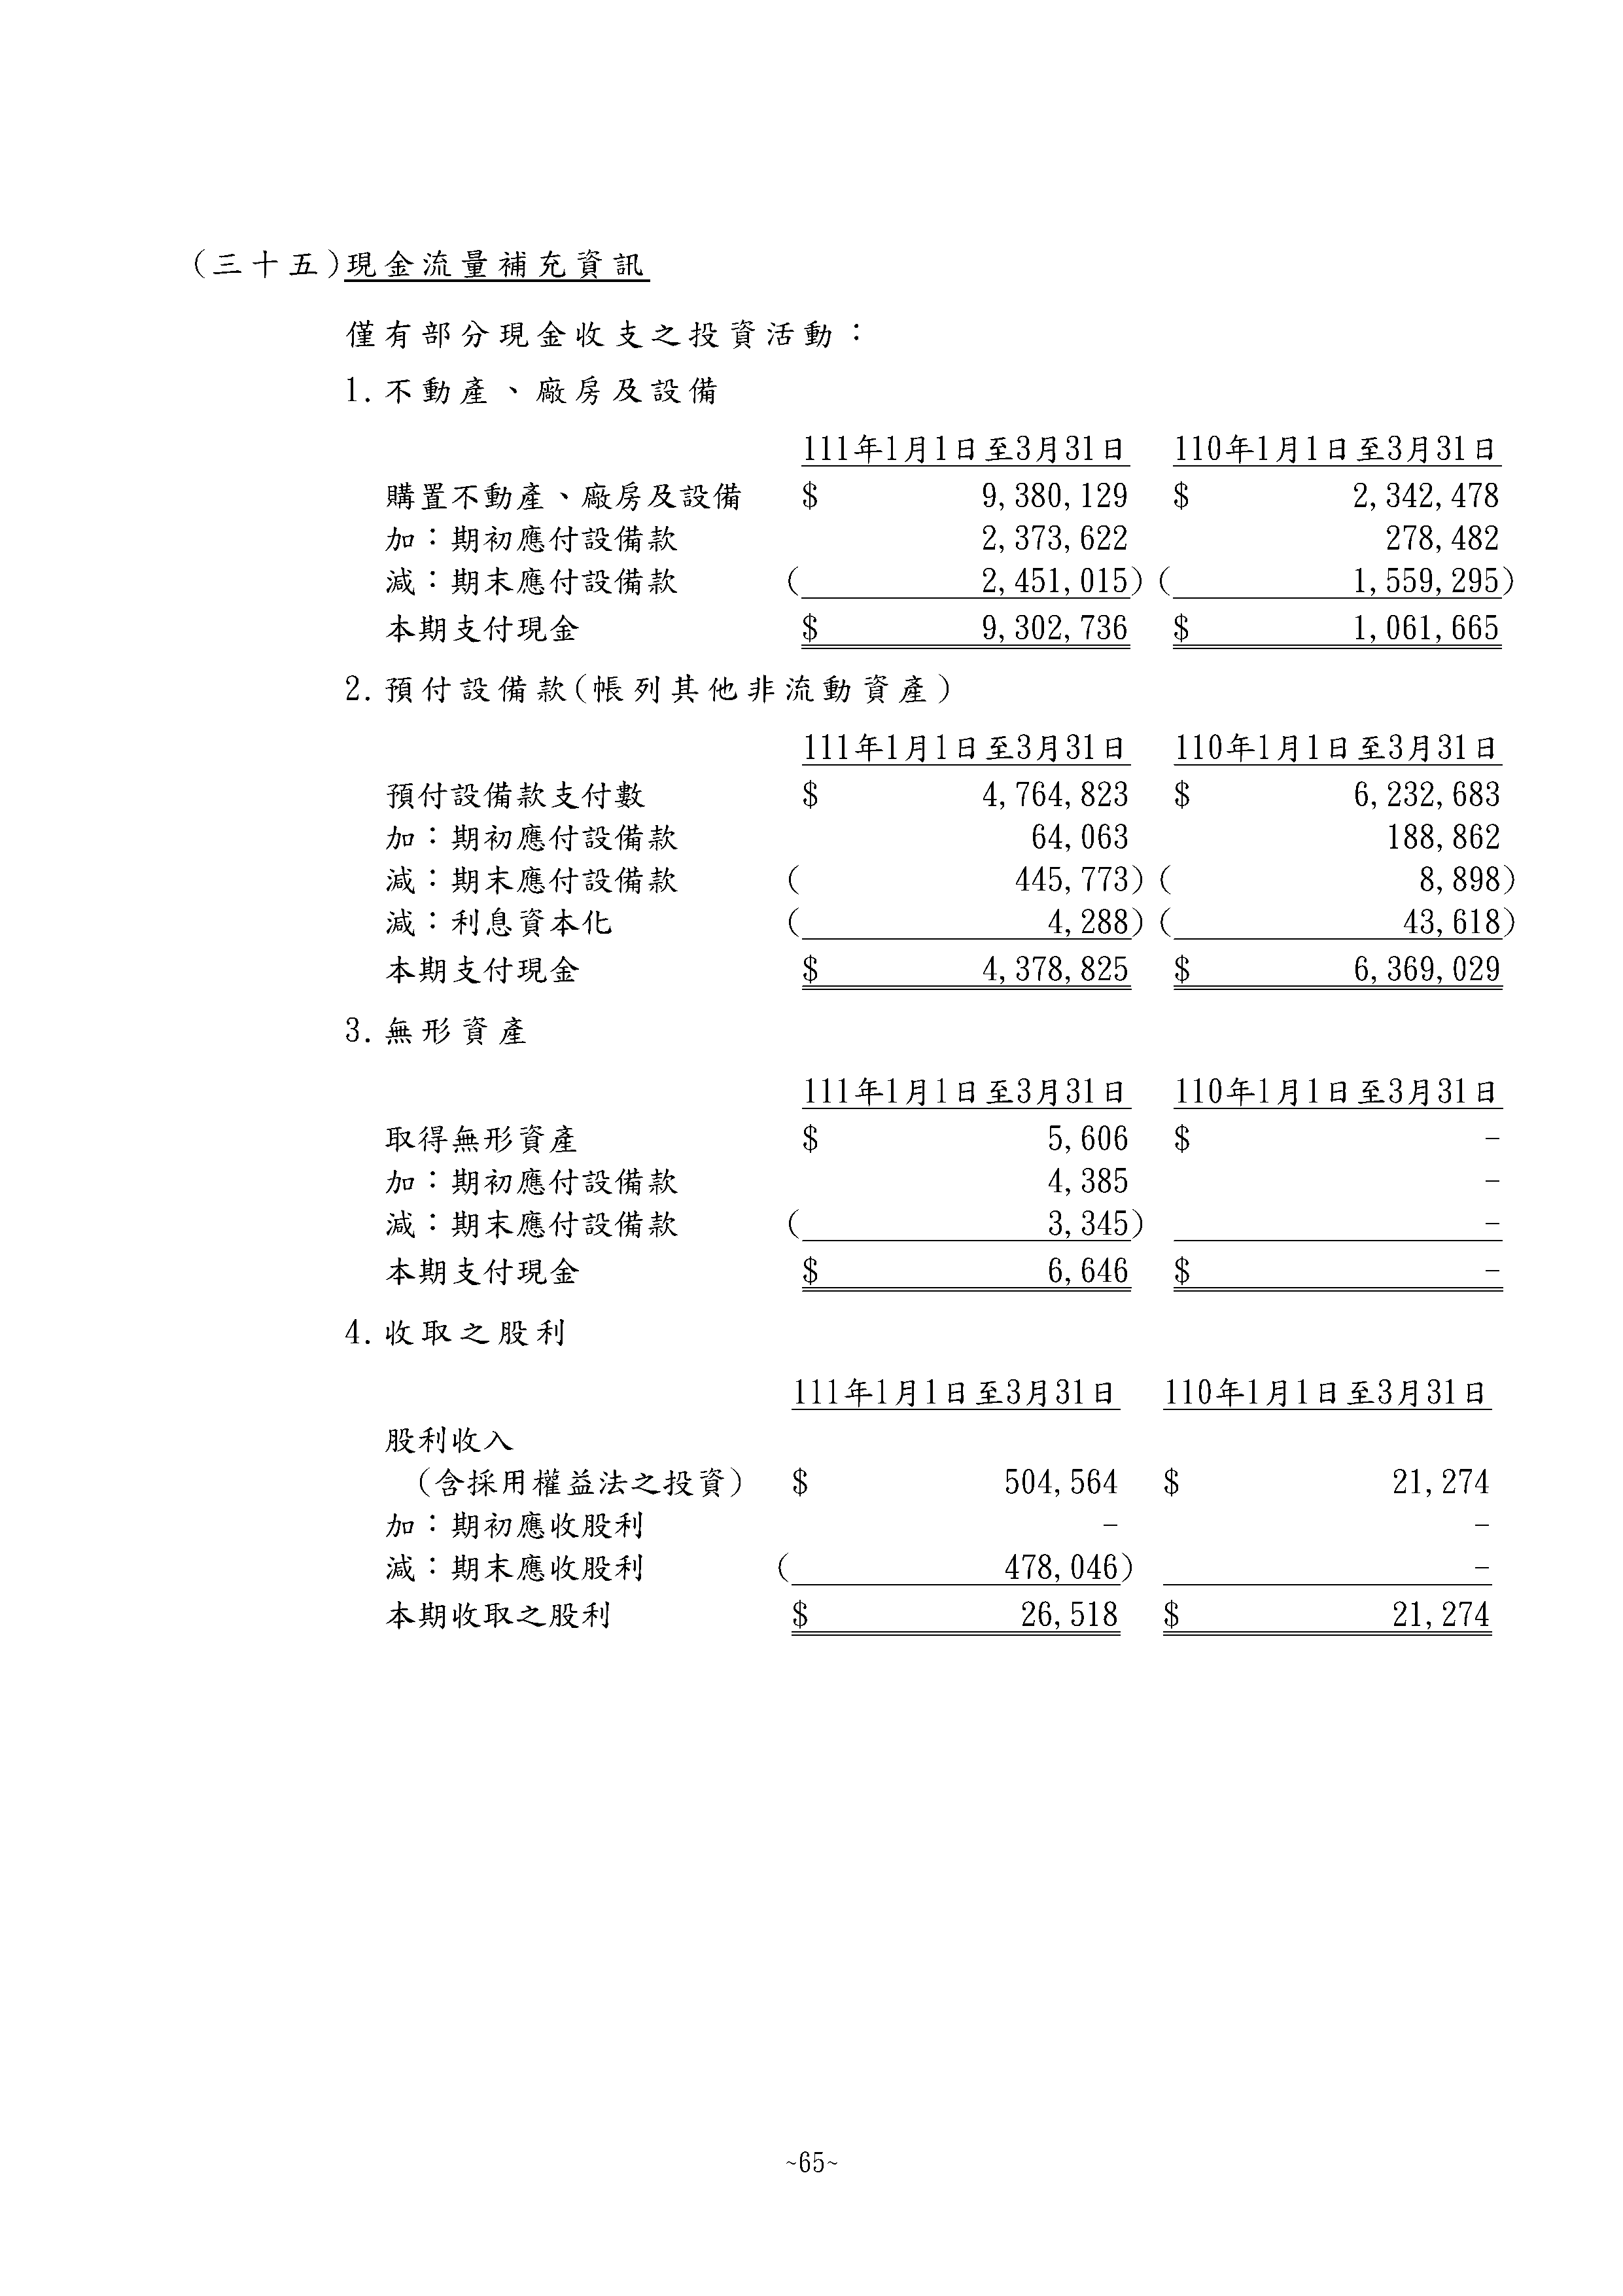 (三十五)現金流量補充資訊
僅有部分現金收支之投資活動：
1.不動產、廠房及設備
111年1月1日至3月31日 110年1月1日至3月31日
購置不動產、廠房及設備 $ 9,380,129 $ 2,342,478
加：期初應付設備款 2,373,622 278,482
減：期末應付設備款 ( 2,451,015) ( 1,559,295)
本期支付現金 $ 9,302,736 $ 1,061,665
2.預付設備款(帳列其他非流動資產)
111年1月1日至3月31日 110年1月1日至3月31日
預付設備款支付數 $ 4,764,823 $ 6,232,683
加：期初應付設備款 64,063 188,862
減：期末應付設備款 ( 445,773) ( 8,898)
減：利息資本化 ( 4,288) ( 43,618)
本期支付現金 $ 4,378,825 $ 6,369,029
3.無形資產
111年1月1日至3月31日 110年1月1日至3月31日
取得無形資產 $ 5,606 $ -
加：期初應付設備款 4,385 -
減：期末應付設備款 ( 3,345) -
本期支付現金 $ 6,646 $ -
4.收取之股利
111年1月1日至3月31日 110年1月1日至3月31日
股利收入
(含採用權益法之投資) $ 504,564 $ 21,274
加：期初應收股利 - -
減：期末應收股利 ( 478,046) -
本期收取之股利 $ 26,518 $ 21,274
~65~